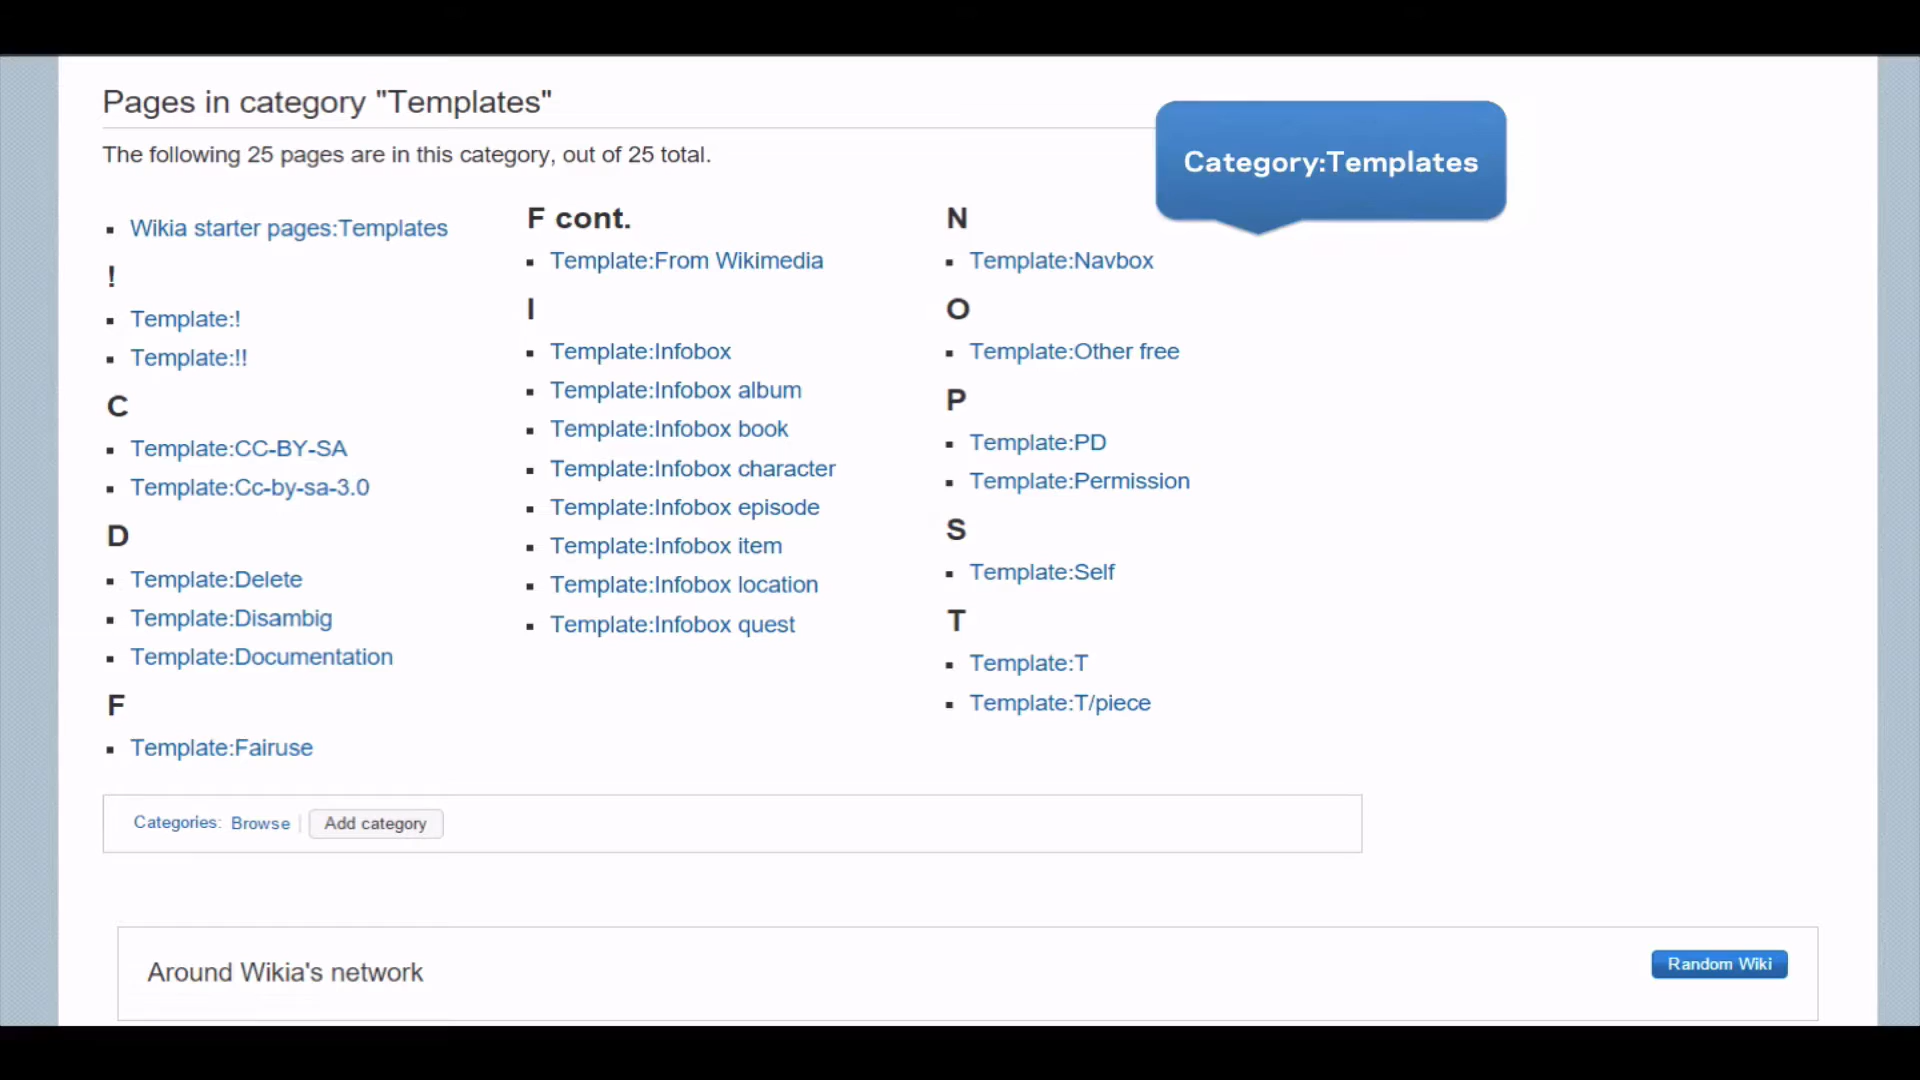 Pages in category "Templates"
The following 25 pages are in this category, out of 25 total.
Category:Templates
Wikia starter pages:Templates
!
Template:!
Template:!!
C
Template:CC-BY-SA
Template:Cc-by-sa-3.0
D
Template:Delete
Template:Disambig
Template:Documentation
F
Template:Fairuse
F cont.
Template:From Wikimedia
I
Template:Infobox
Template:Infobox album
Template:Infobox book
Template:Infobox character
Template:Infobox episode
Template:Infobox item
Template:Infobox location
Template:Infobox quest
N
Template:Navbox
O
Template:Other free
P
Template:PD
Template:Permission
S
Template:Self
T
Template:T
Template:T/piece
Categories: Browse | Add category
Around Wikia's network
Random Wiki